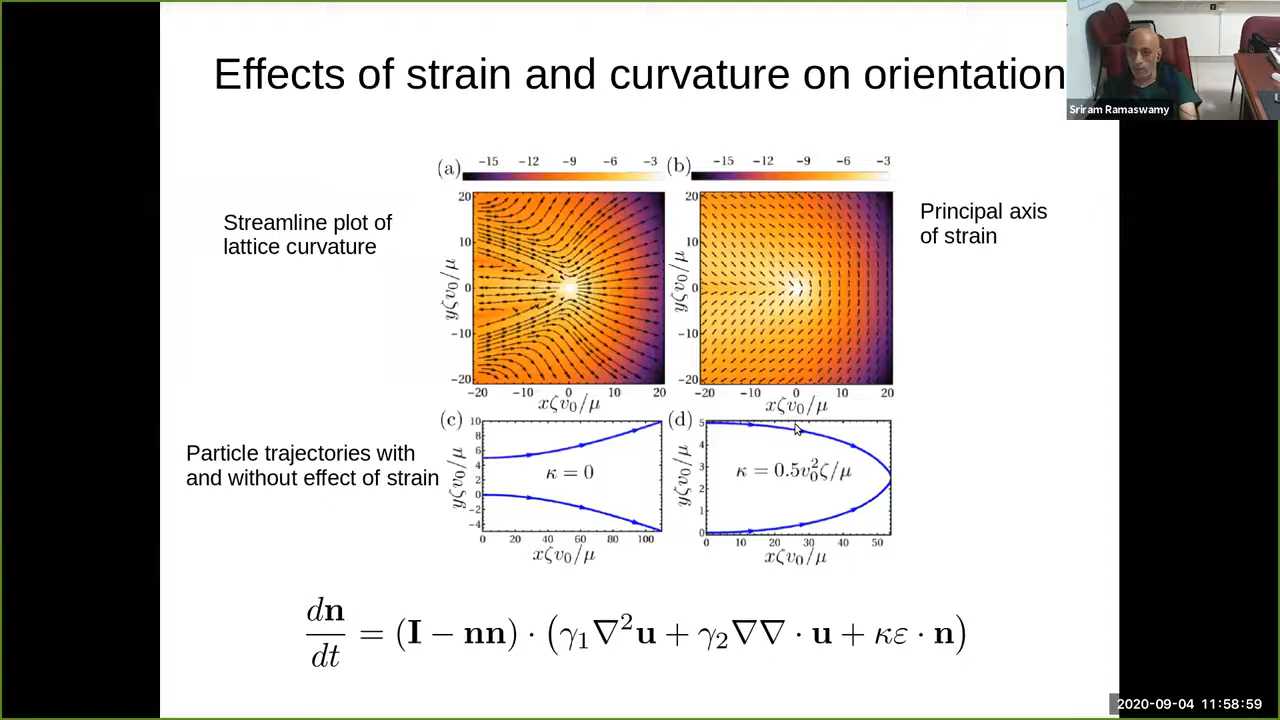 Effects of strain and curvature on orientation
Sriram Ramaswamy
Streamline plot of
lattice curvature
(a) −15 −12 −9 −6 −3
20
10
0
−10
−20
yζv₀/μ
−20 −10 0 10 20
xζv₀/μ
(b) −15 −12 −9 −6 −3
20
10
0
−10
−20
yζv₀/μ
−20 −10 0 10 20
xζv₀/μ
Principal axis
of strain
Particle trajectories with
and without effect of strain
(c)
10
8
6
4
2
0
−2
−4
yζv₀/μ
κ = 0
0 20 40 60 80 100
xζv₀/μ
(d)
5
4
3
2
1
0
yζv₀/μ
κ = 0.5v₀²ζ/μ
0 10 20 30 40 50
xζv₀/μ
dn/dt = (I − nn) · (γ₁∇²u + γ₂∇∇ · u + κε · n)
2020-09-04 11:58:59